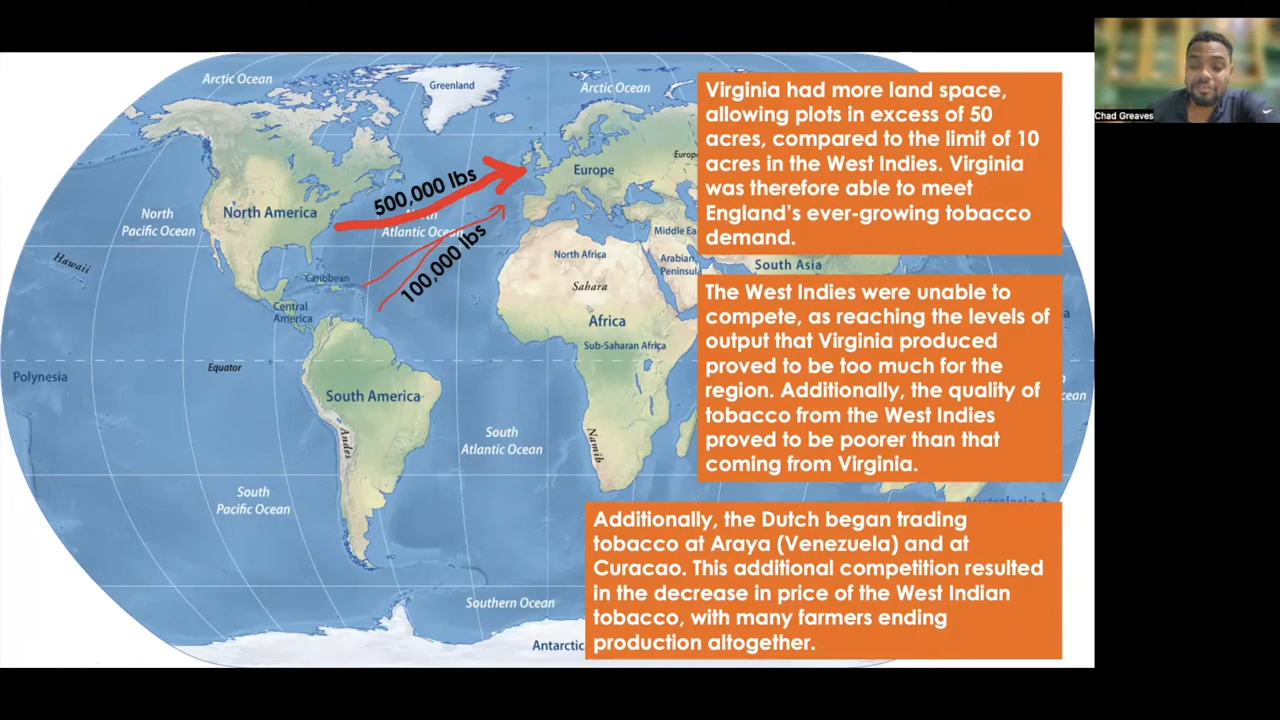 Arctic Ocean
Greenland
Arctic Ocean
Europe
Europe
North America
North
Pacific Ocean
Hawaii
500,000 lbs
North
Atlantic Ocean
100,000 lbs
Caribbean
Central
America
North Africa
Sahara
Africa
Sub-Saharan Africa
Middle Ea
Arabian
Peninsula
South Asia
Equator
Polynesia
South America
Andes
South
Atlantic Ocean
Namib
South
Pacific Ocean
Southern Ocean
Antarctic
Australasia
cean
Virginia had more land space,
allowing plots in excess of 50
acres, compared to the limit of 10
acres in the West Indies. Virginia
was therefore able to meet
England's ever-growing tobacco
demand.
The West Indies were unable to
compete, as reaching the levels of
output that Virginia produced
proved to be too much for the
region. Additionally, the quality of
tobacco from the West Indies
proved to be poorer than that
coming from Virginia.
Additionally, the Dutch began trading
tobacco at Araya (Venezuela) and at
Curacao. This additional competition resulted
in the decrease in price of the West Indian
tobacco, with many farmers ending
production altogether.
Chad Greaves